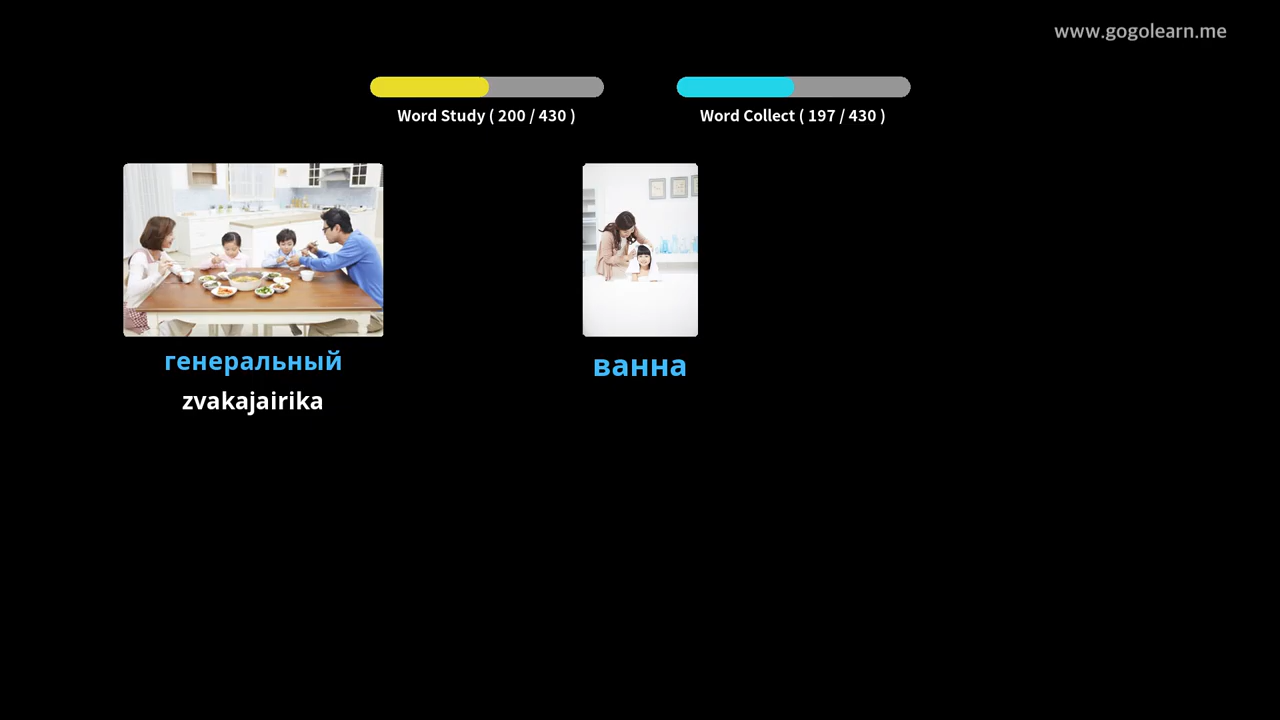 www.gogolearn.me
Word Study ( 200 / 430 )
Word Collect ( 197 / 430 )
генеральный
zvakajairika
ванна